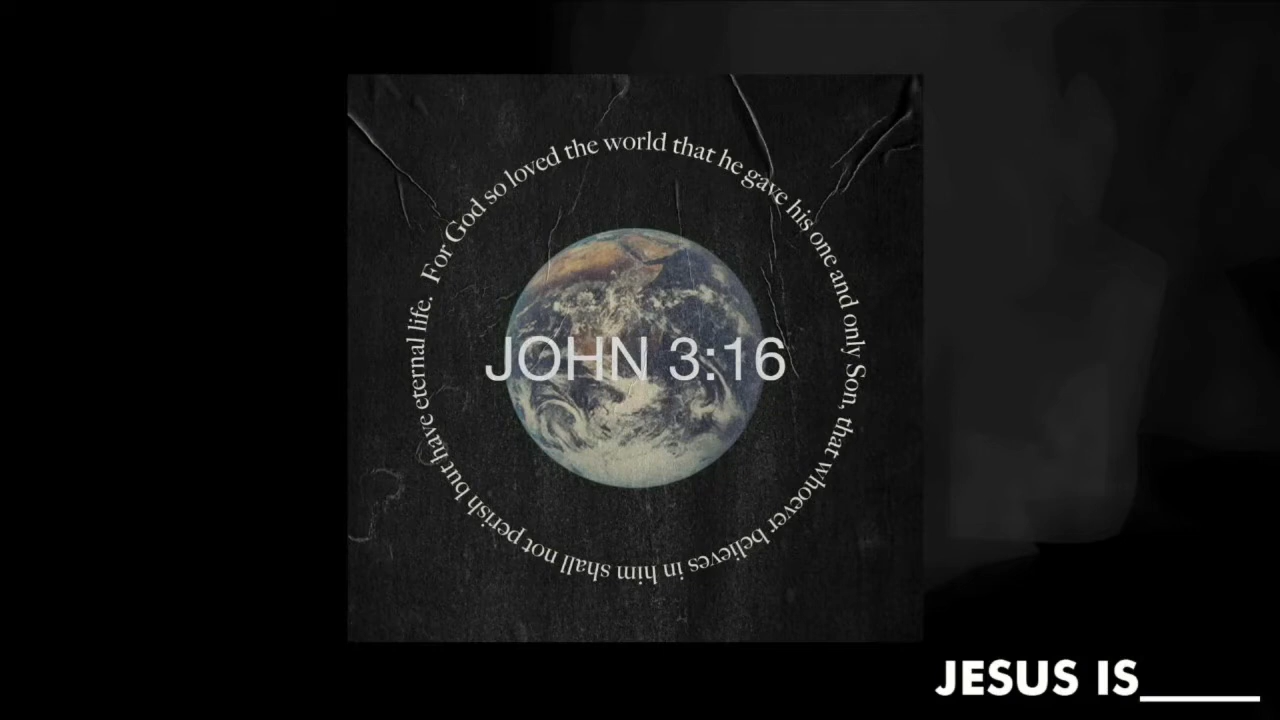 For God so loved the world that he gave his one and only Son, that whoever believes in him shall not perish but have eternal life.
JOHN 3:16
JESUS IS_____